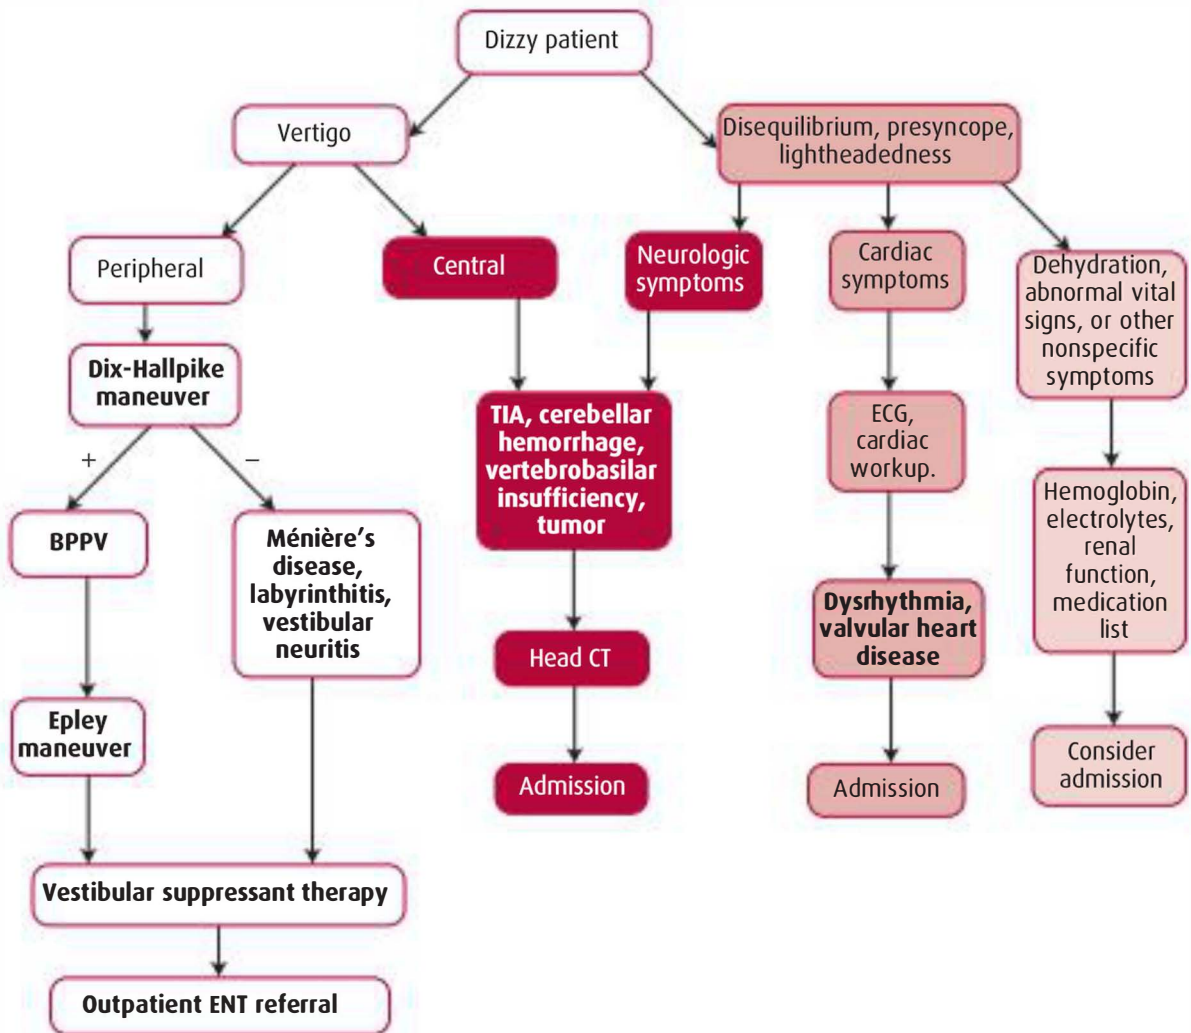 Dizzy patient
Vertigo
Disequilibrium, presyncope,
lightheadedness
Peripheral
Central
Neurologic
symptoms
Cardiac
symptoms
Dehydration,
abnormal vital
signs, or other
nonspecific
symptoms
Dix-Hallpike
maneuver
+
−
TIA, cerebellar
hemorrhage,
vertebrobasilar
insufficiency,
tumor
ECG,
cardiac
workup.
Hemoglobin,
electrolytes,
renal
function,
medication
list
BPPV
Ménière's
disease,
labyrinthitis,
vestibular
neuritis
Dysrhythmia,
valvular heart
disease
Head CT
Epley
maneuver
Admission
Admission
Consider
admission
Vestibular suppressant therapy
Outpatient ENT referral